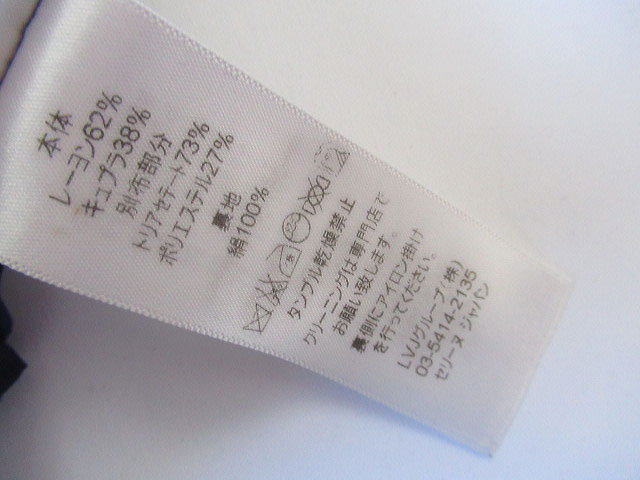 本体
レーヨン62%
キュプラ38%
別布部分
トリアセテート73%
ポリエステル27%
裏地
絹100%
タンブル乾燥禁止
クリーニングは専門店で
お願い致します。
裏側にアイロン掛け
を行ってください。
LVJグループ(株)
03-5414-2135
セリーヌ ジャパン